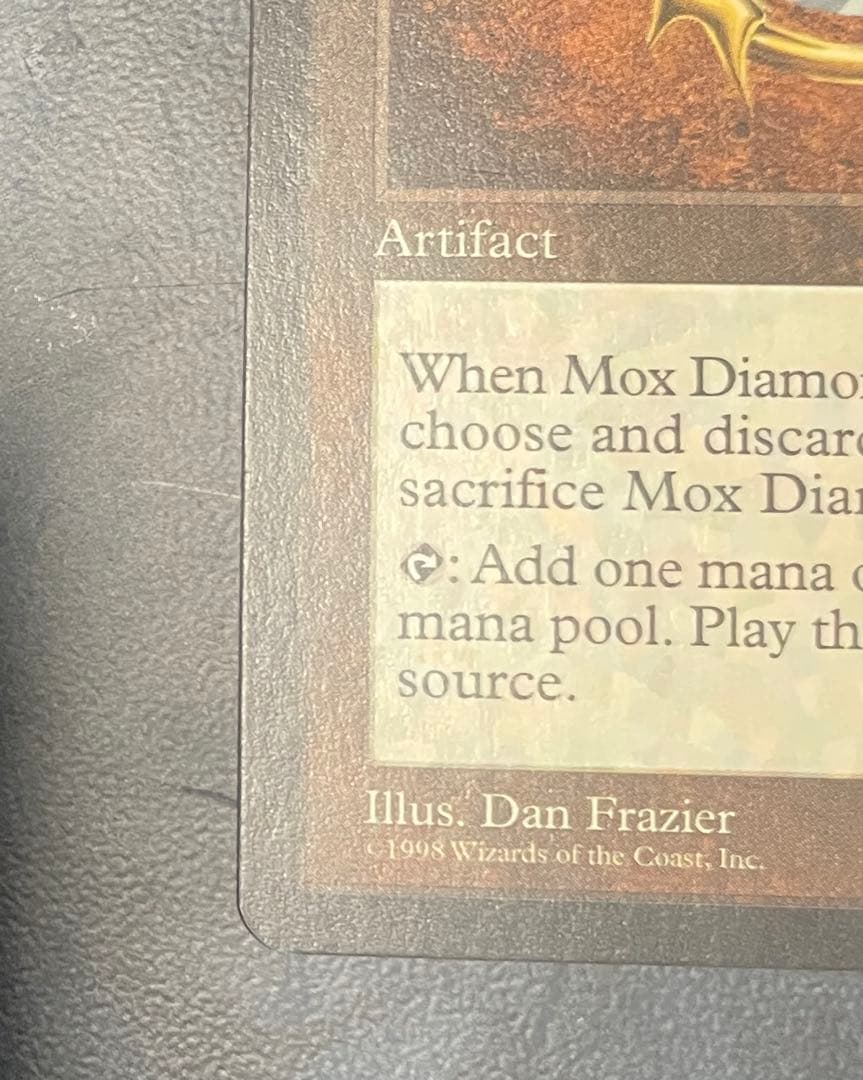 Artifact
When Mox Diamo
choose and discard
sacrifice Mox Dia
: Add one mana
mana pool. Play th
source.
Illus. Dan Frazier
©1998 Wizards of the Coast, Inc.